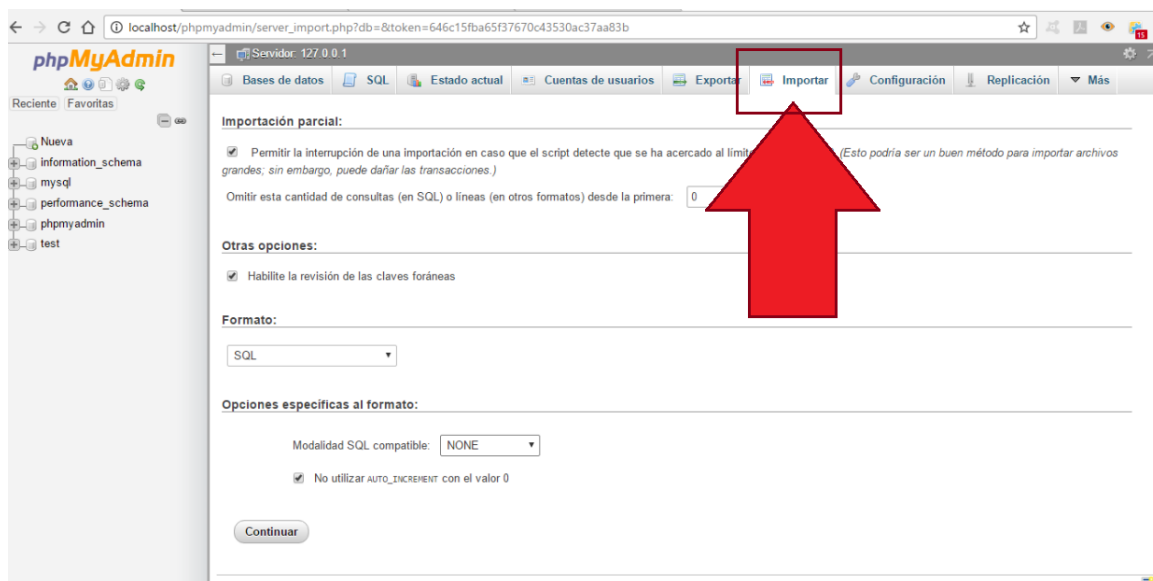 localhost/phpmyadmin/server_import.php?db=&token=646c15fba65f37670c43530ac37aa83b
15
phpMyAdmin
Reciente Favoritas
Nueva
information_schema
mysql
performance_schema
phpmyadmin
test
Servidor: 127.0.0.1
Bases de datos SQL Estado actual Cuentas de usuarios Exportar Importar Configuración Replicación Más
Importación parcial:
Permitir la interrupción de una importación en caso que el script detecte que se ha acercado al límite (Esto podría ser un buen método para importar archivos
grandes; sin embargo, puede dañar las transacciones.)
Omitir esta cantidad de consultas (en SQL) o líneas (en otros formatos) desde la primera: 0
Otras opciones:
Habilite la revisión de las claves foráneas
Formato:
SQL
Opciones específicas al formato:
Modalidad SQL compatible: NONE
No utilizar AUTO_INCREMENT con el valor 0
Continuar